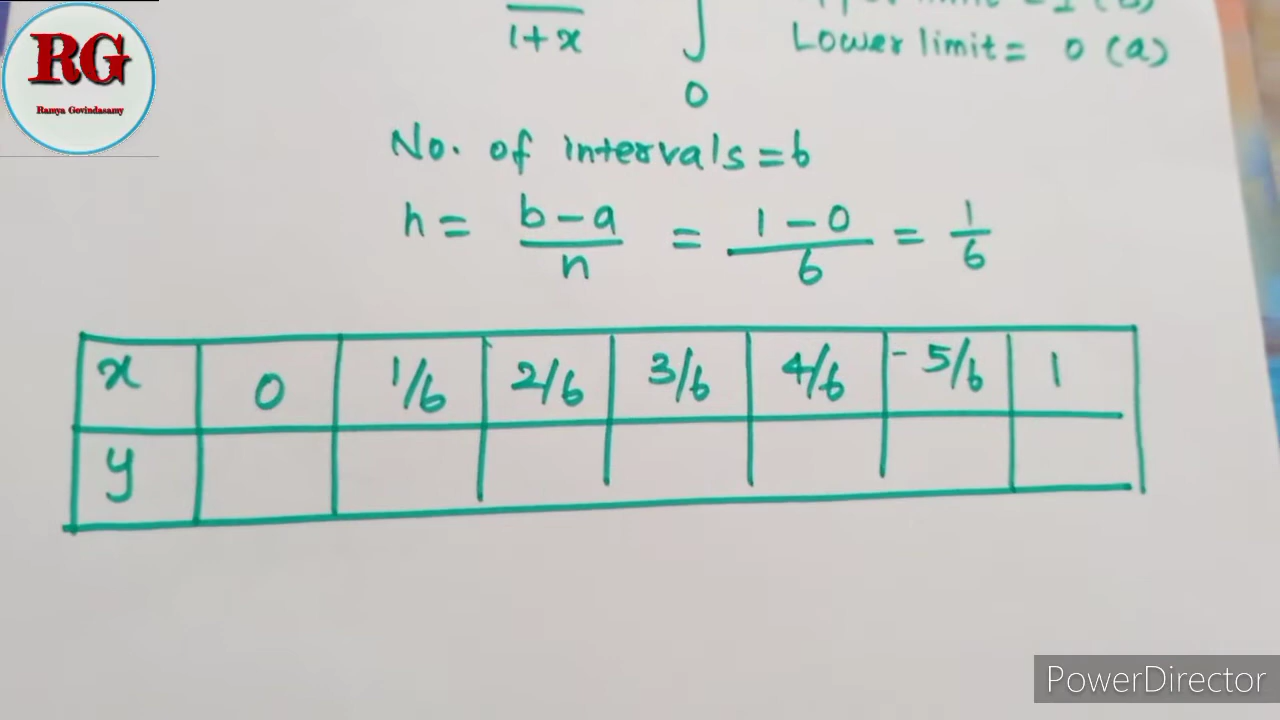 RG
Ramya Govindasamy
1+x ∫ Lower limit = 0 (a)
0
No. of intervals = 6
h = b-a/n = 1-0/6 = 1/6
x 0 1/6 2/6 3/6 4/6 - 5/6 1
y
PowerDirector